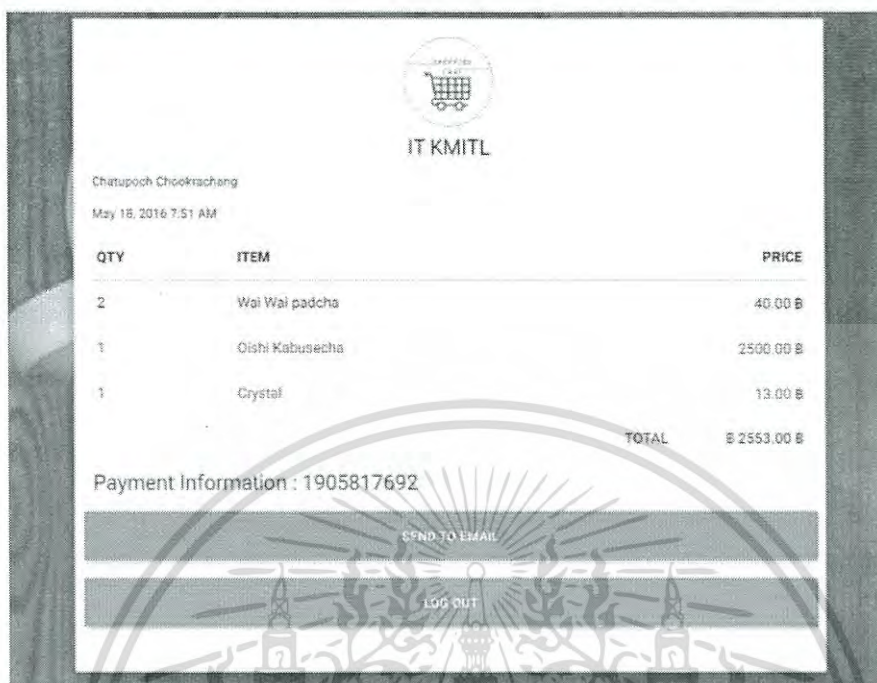 SHOPPING
CART
IT KMITL
Chatupoch Chookrachang
May 18, 2016 7:51 AM
QTY ITEM PRICE
2 Wai Wai padcha 40.00 ฿
1 Oishi Kabusecha 2500.00 ฿
1 Crystal 13.00 ฿
TOTAL ฿ 2553.00 ฿
Payment Information : 1905817692
SEND TO EMAIL
LOG OUT